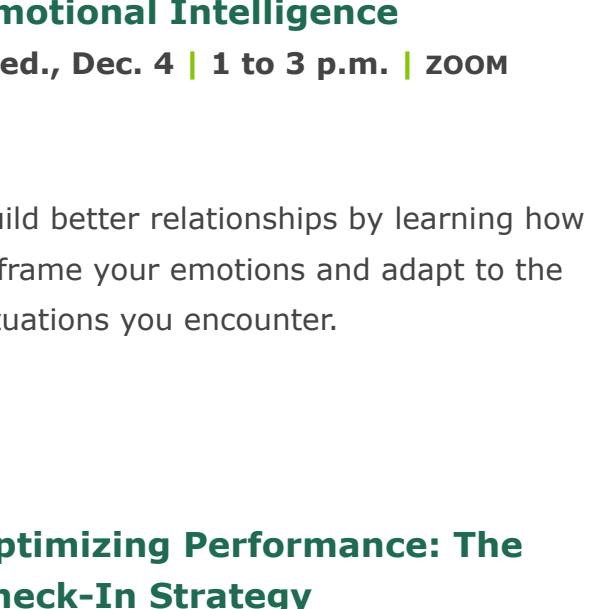 motional Intelligence
ed., Dec. 4 | 1 to 3 p.m. | ZOOM
uild better relationships by learning how
frame your emotions and adapt to the
tuations you encounter.
ptimizing Performance: The
heck-In Strategy